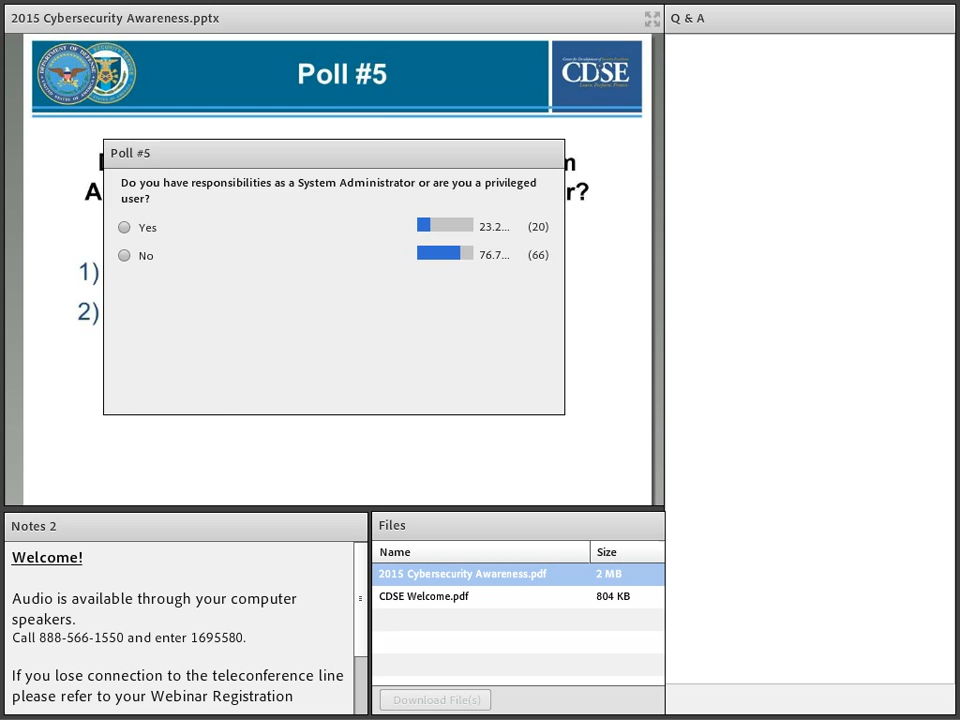 2015 Cybersecurity Awareness.pptx
Q & A
Poll #5
CDSE
Learn. Perform. Protect.
Poll #5
Do you have responsibilities as a System Administrator or are you a privileged
user?
Yes 23.2... (20)
No 76.7... (66)
A
r?
1)
2)
Notes 2
Welcome!
Audio is available through your computer
speakers.
Call 888-566-1550 and enter 1695580.
If you lose connection to the teleconference line
please refer to your Webinar Registration
Files
Name Size
2015 Cybersecurity Awareness.pdf 2 MB
CDSE Welcome.pdf 804 KB
Download File(s)